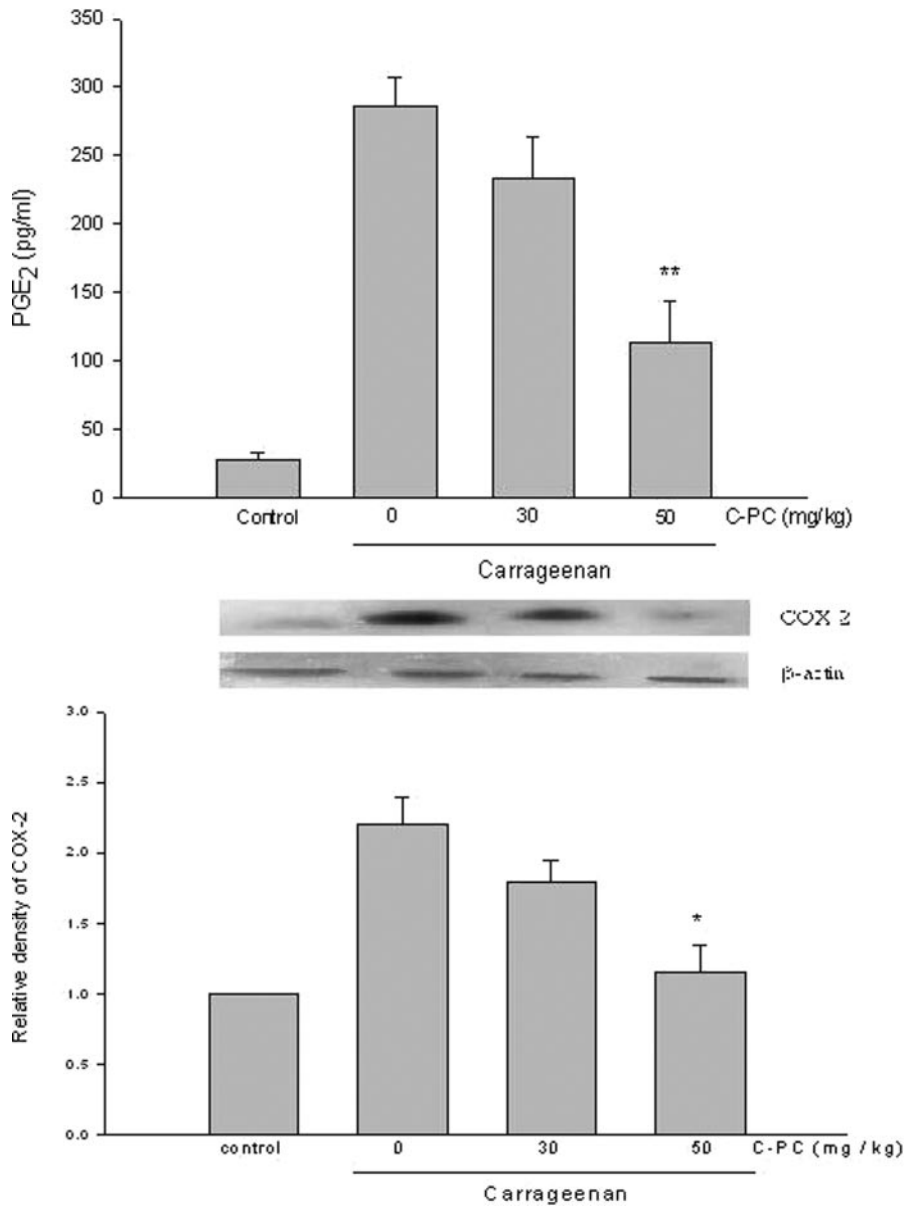 350
300
250
200
150
100
50
0
PGE2 (pg/ml)
**
Control 0 30 50 C-PC (mg/kg)
Carrageenan
COX 2
β-actin
3.0
2.5
2.0
1.5
1.0
0.5
0.0
Relative density of COX-2
*
control 0 30 50 C-PC (mg / kg)
Carrageenan